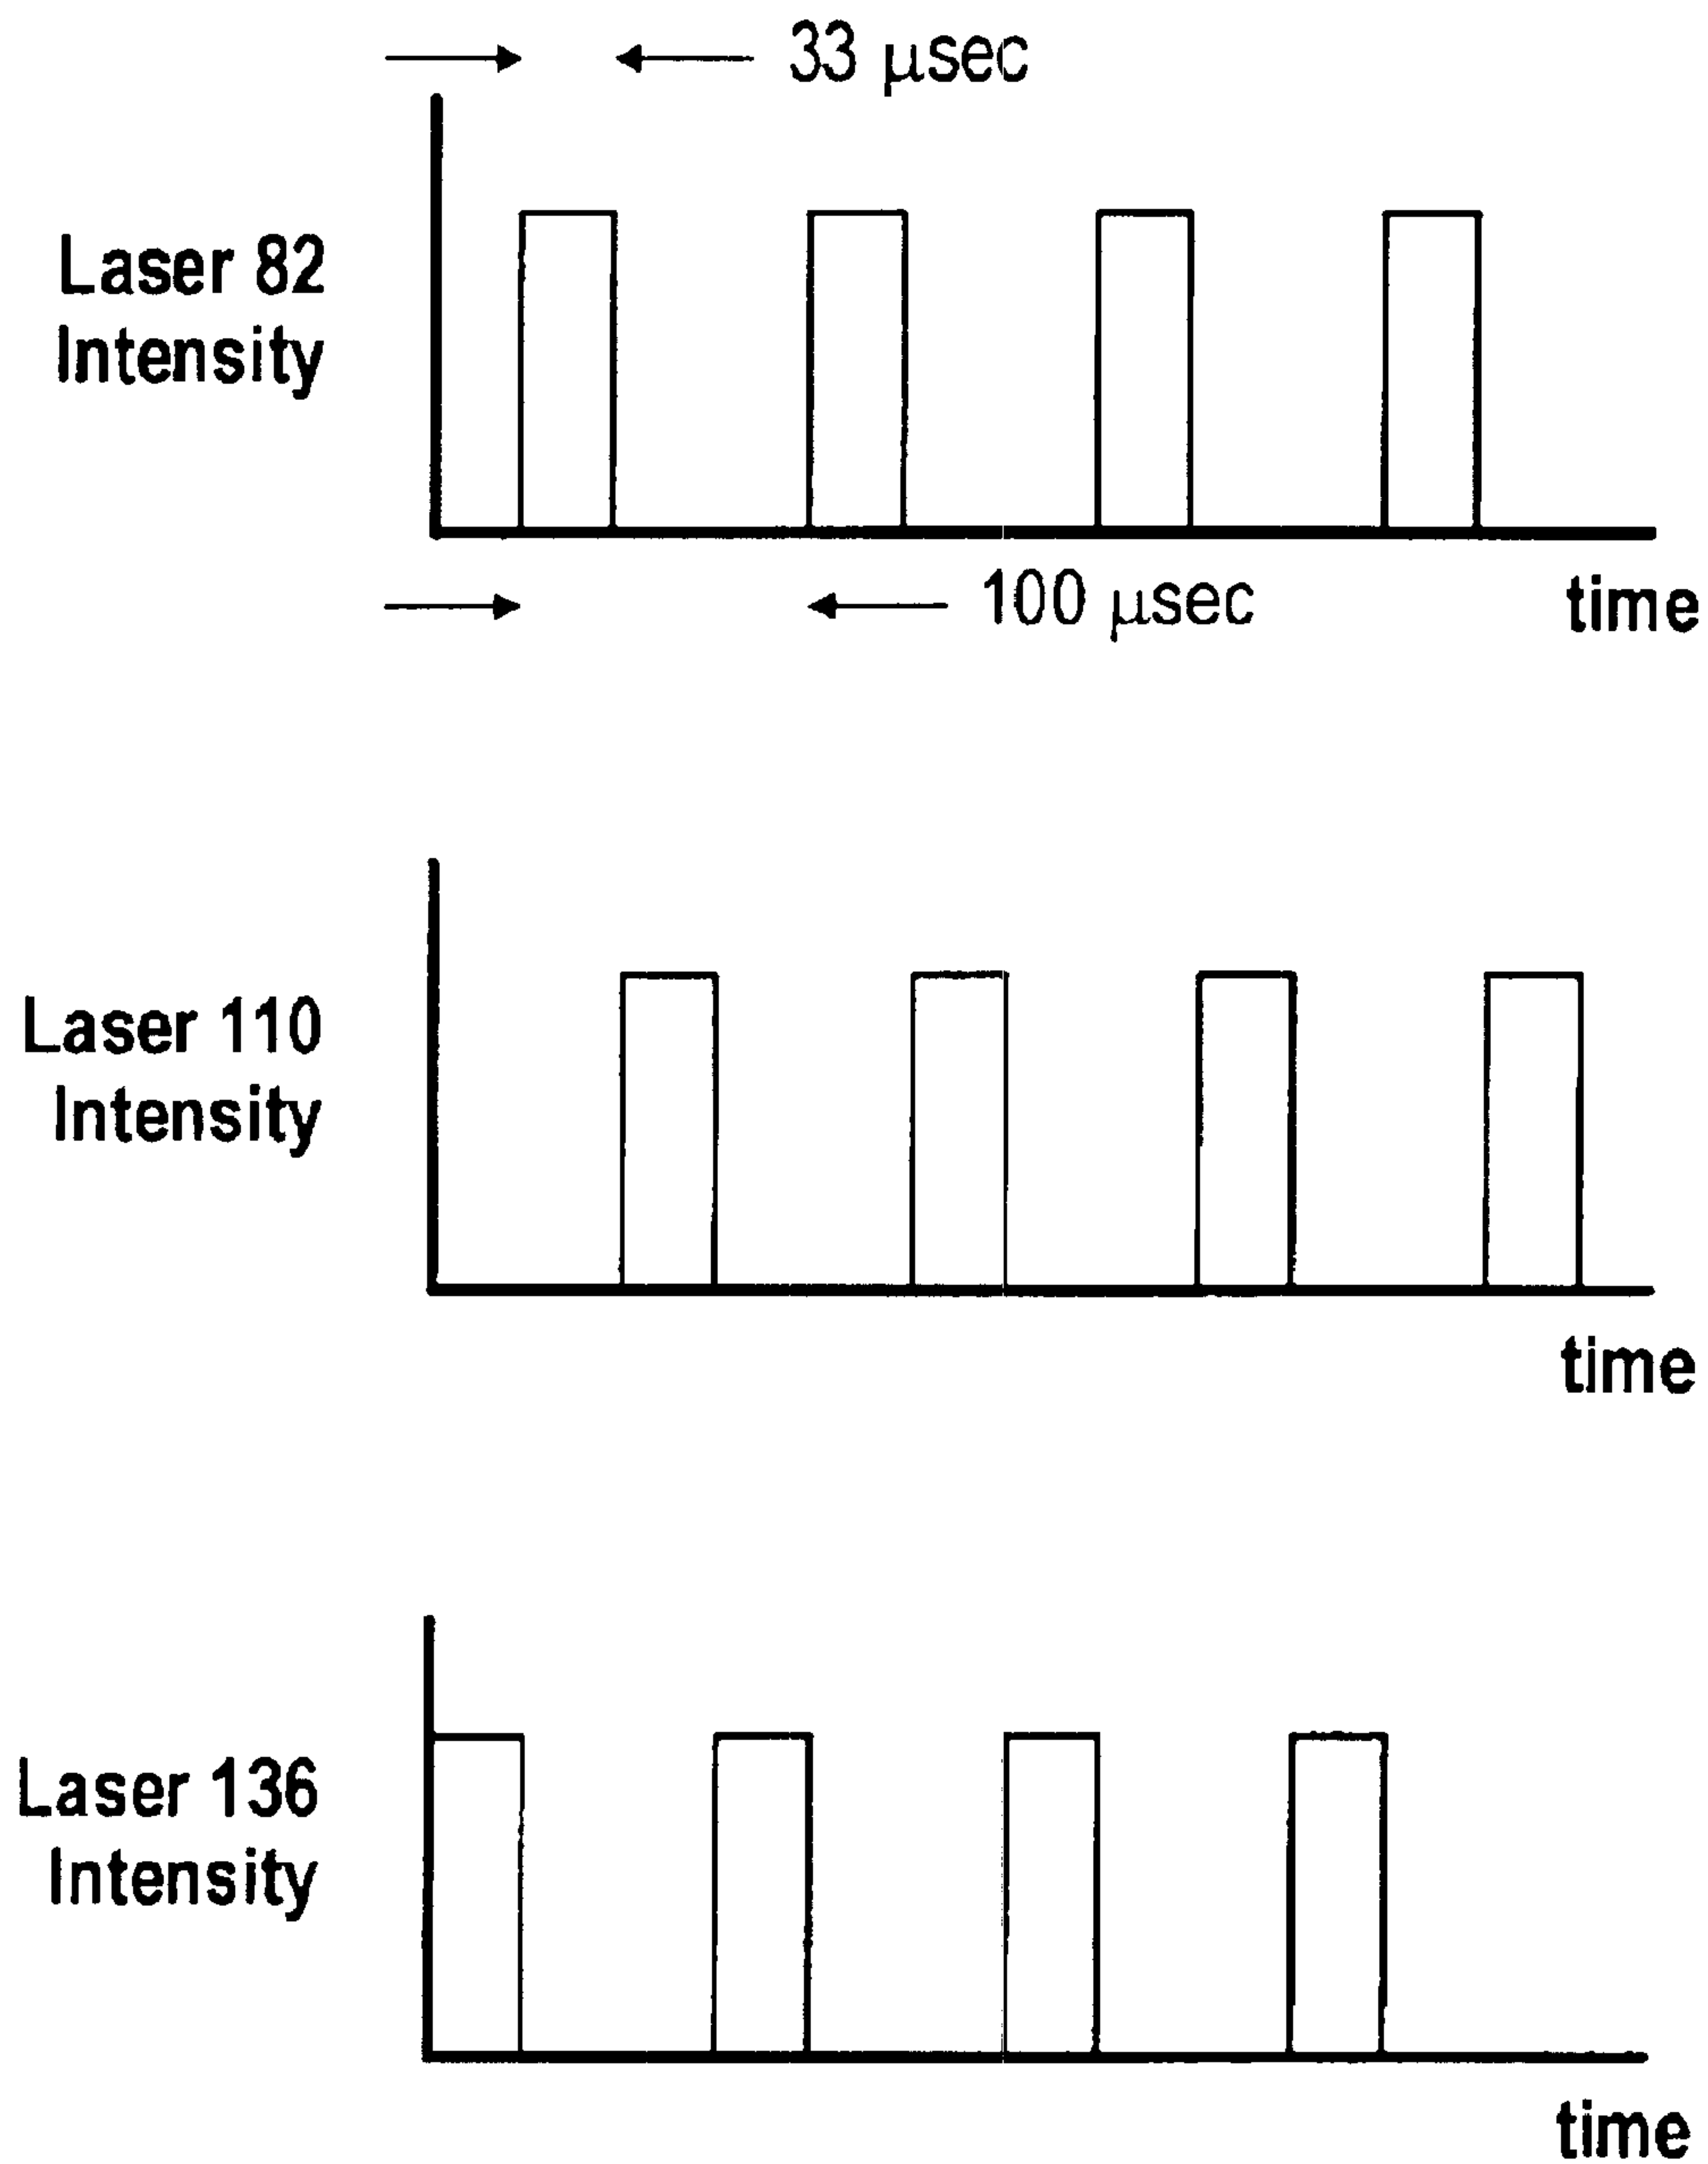 33 μsec
Laser 82
Intensity
100 μsec
time
Laser 110
Intensity
time
Laser 136
Intensity
time